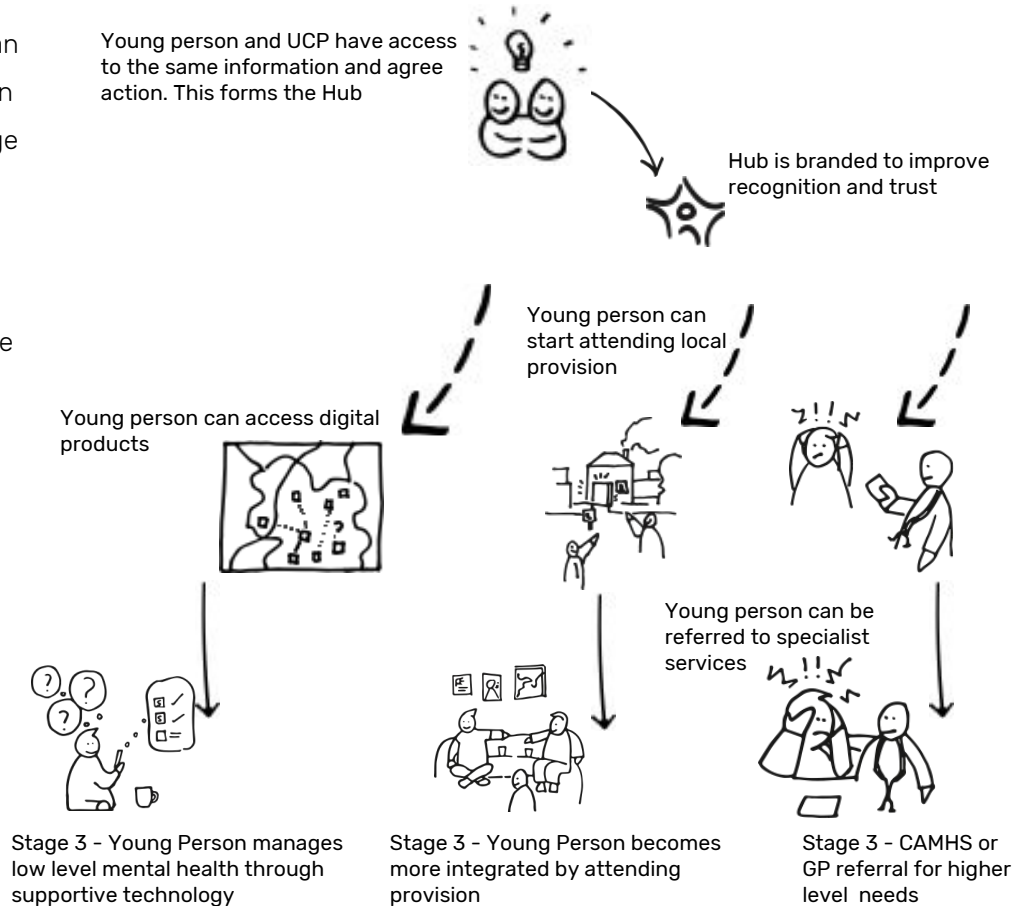 an
n
ge
e
Young person and UCP have access
to the same information and agree
action. This forms the Hub
Hub is branded to improve
recognition and trust
Young person can
start attending local
provision
Young person can access digital
products
Young person can be
referred to specialist
services
Stage 3 - Young Person manages
low level mental health through
supportive technology
Stage 3 - Young Person becomes
more integrated by attending
provision
Stage 3 - CAMHS or
GP referral for higher
level needs